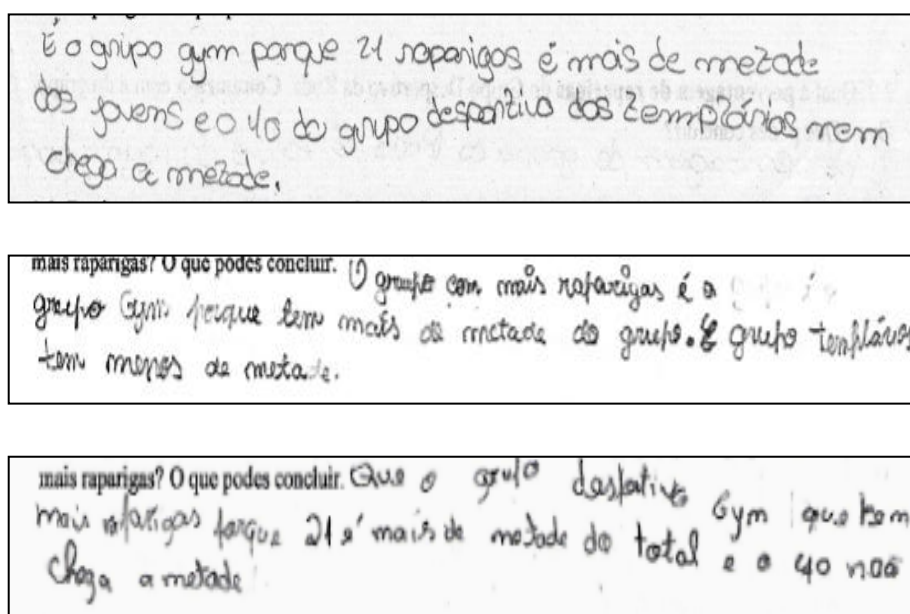 É o grupo gym porque 21 raparigas é mais de metade
dos jovens e o 40 do grupo desportivo dos templários nem
chega a metade.
mais raparigas? O que podes concluir. O grupo com mais raparigas é o
grupo Gym porque tem mais de metade do grupo. E grupo templários
tem menos de metade.
mais raparigas? O que podes concluir. Que o grupo desportivo Gym que tem
mais raparigas porque 21 é mais de metade do total e o 40 não
chega a metade